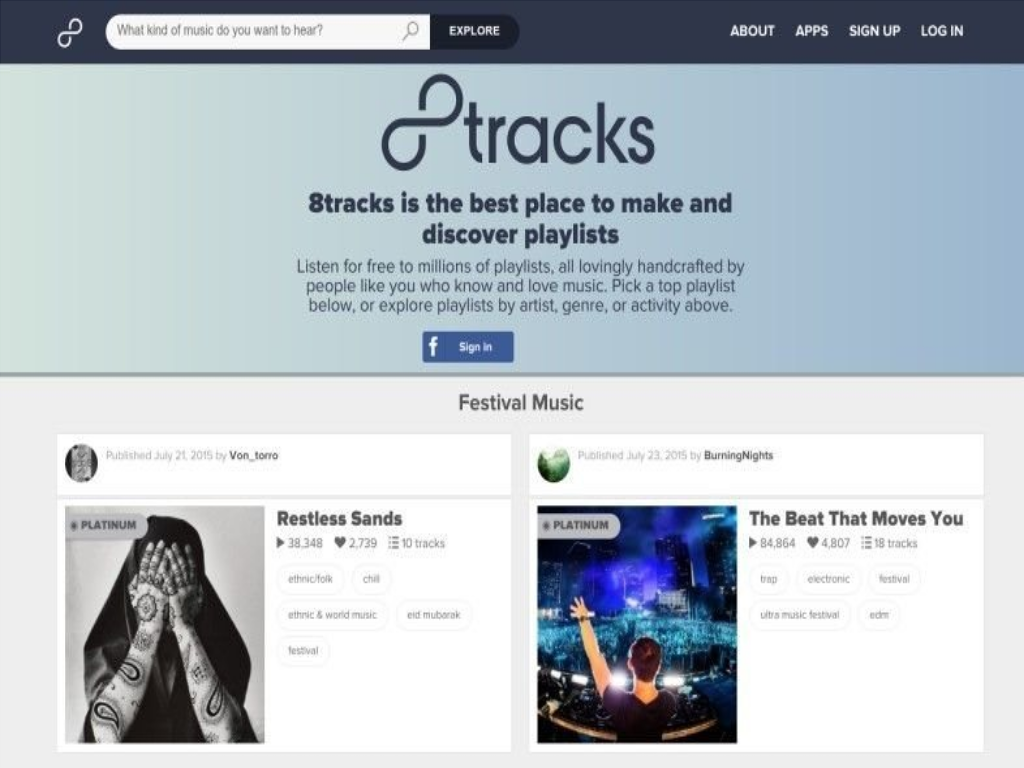 What kind of music do you want to hear?
EXPLORE
ABOUT APPS SIGN UP LOG IN
8tracks
8tracks is the best place to make and
discover playlists
Listen for free to millions of playlists, all lovingly handcrafted by
people like you who know and love music. Pick a top playlist
below, or explore playlists by artist, genre, or activity above.
f Sign in
Festival Music
Published July 21, 2015 by Von_torro
PLATINUM
Restless Sands
38,348 2,739 10 tracks
ethnic/folk chill
ethnic & world music eid mubarak
festival
Published July 23, 2015 by BurningNights
PLATINUM
The Beat That Moves You
84,864 4,807 18 tracks
trap electronic festival
ultra music festival edm